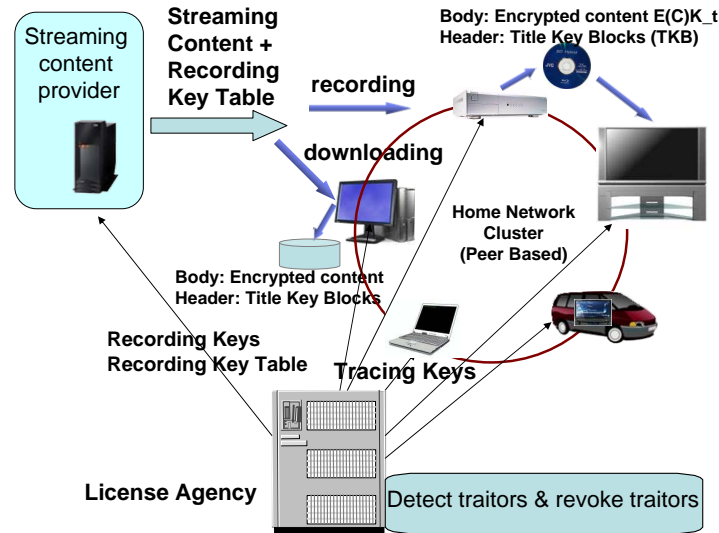 Streaming
content
provider
Streaming
Content +
Recording
Key Table
Body: Encrypted content E(C)K_t
Header: Title Key Blocks (TKB)
recording
downloading
Home Network
Cluster
(Peer Based)
Body: Encrypted content
Header: Title Key Blocks
Recording Keys
Recording Key Table
Tracing Keys
License Agency
Detect traitors & revoke traitors